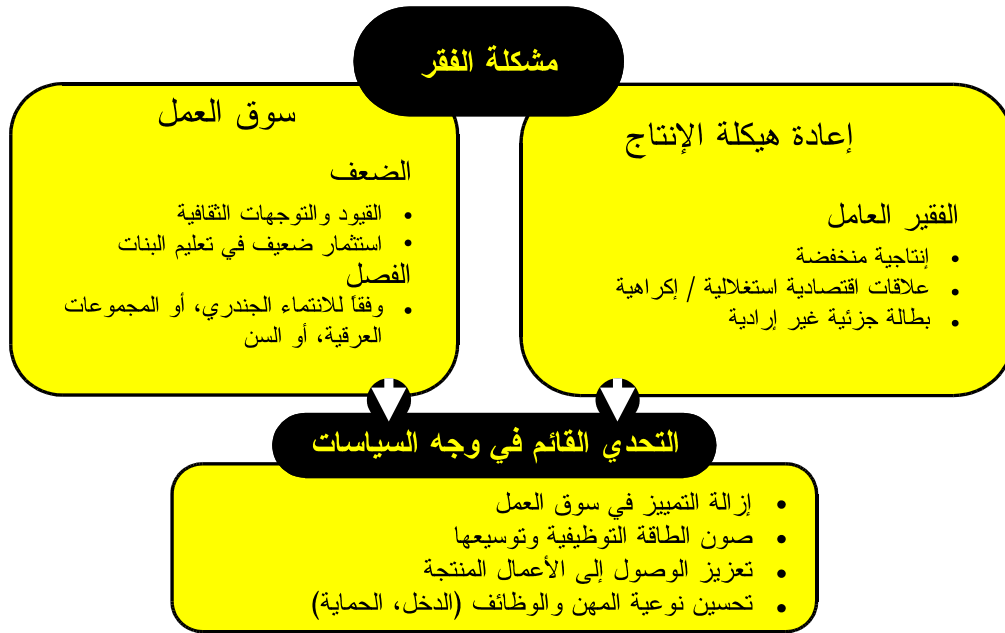 مشكلة الفقر
إعادة هيكلة الإنتاج
الفقير العامل
• إنتاجية منخفضة
• علاقات اقتصادية استغلالية / إكراهية
• بطالة جزئية غير إرادية
سوق العمل
الضعف
• القيود والتوجهات الثقافية
• استثمار ضعيف في تعليم البنات
الفصل
• وفقاً للانتماء الجندري، أو المجموعات
العرقية، أو السن
التحدي القائم في وجه السياسات
• إزالة التمييز في سوق العمل
• صون الطاقة التوظيفية وتوسيعها
• تعزيز الوصول إلى الأعمال المنتجة
• تحسين نوعية المهن والوظائف (الدخل، الحماية)